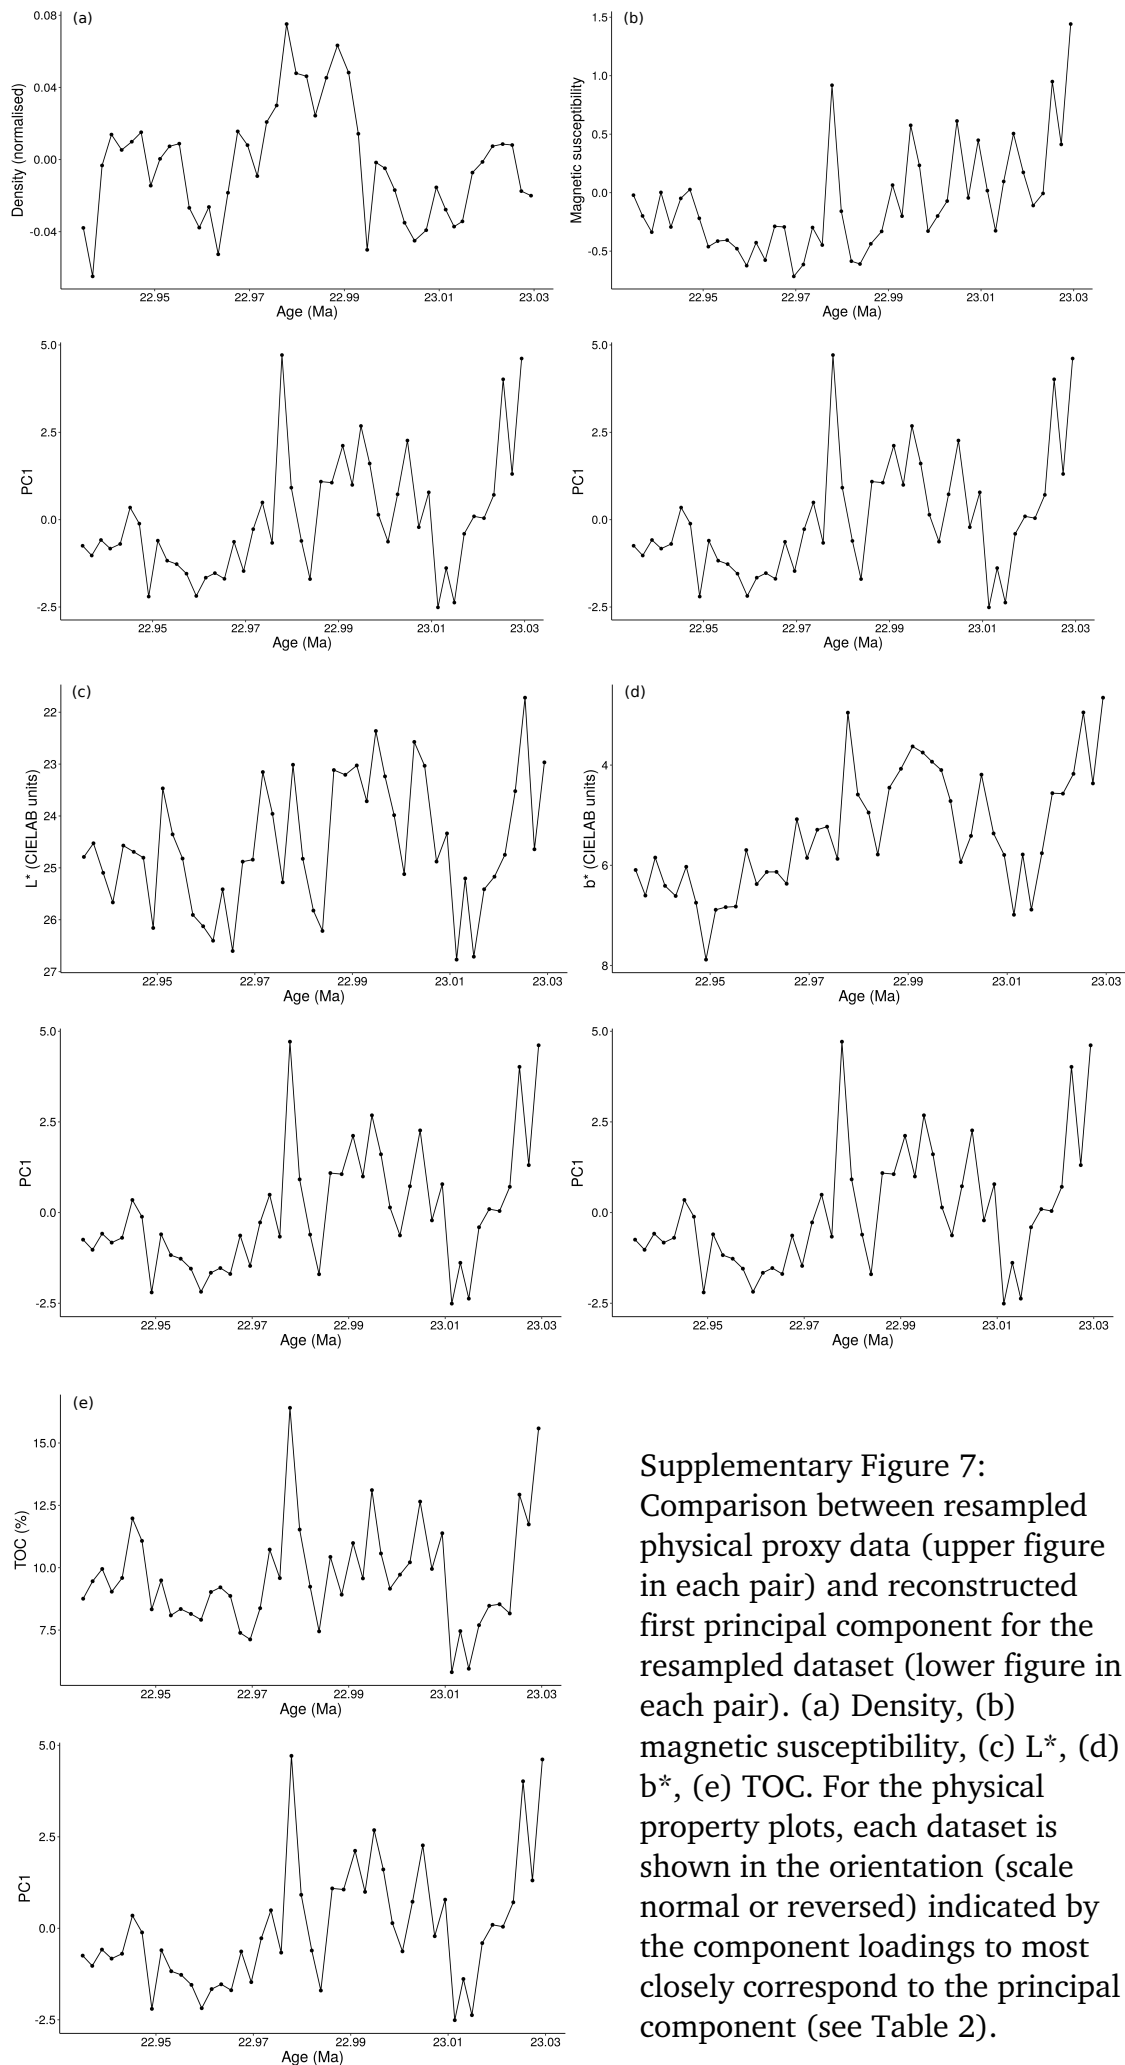 (a)
Density (normalised)
0.08
0.04
0.00
-0.04
22.95 22.97 22.99 23.01 23.03
Age (Ma)
(b)
Magnetic susceptibility
1.5
1.0
0.5
0.0
-0.5
22.95 22.97 22.99 23.01 23.03
Age (Ma)
PC1
5.0
2.5
0.0
-2.5
22.95 22.97 22.99 23.01 23.03
Age (Ma)
PC1
5.0
2.5
0.0
-2.5
22.95 22.97 22.99 23.01 23.03
Age (Ma)
(c)
L* (CIELAB units)
22
23
24
25
26
27
22.95 22.97 22.99 23.01 23.03
Age (Ma)
(d)
b* (CIELAB units)
4
6
8
22.95 22.97 22.99 23.01 23.03
Age (Ma)
PC1
5.0
2.5
0.0
-2.5
22.95 22.97 22.99 23.01 23.03
Age (Ma)
PC1
5.0
2.5
0.0
-2.5
22.95 22.97 22.99 23.01 23.03
Age (Ma)
(e)
TOC (%)
15.0
12.5
10.0
7.5
22.95 22.97 22.99 23.01 23.03
Age (Ma)
PC1
5.0
2.5
0.0
-2.5
22.95 22.97 22.99 23.01 23.03
Age (Ma)
Supplementary Figure 7:
Comparison between resampled
physical proxy data (upper figure
in each pair) and reconstructed
first principal component for the
resampled dataset (lower figure in
each pair). (a) Density, (b)
magnetic susceptibility, (c) L*, (d)
b*, (e) TOC. For the physical
property plots, each dataset is
shown in the orientation (scale
normal or reversed) indicated by
the component loadings to most
closely correspond to the principal
component (see Table 2).